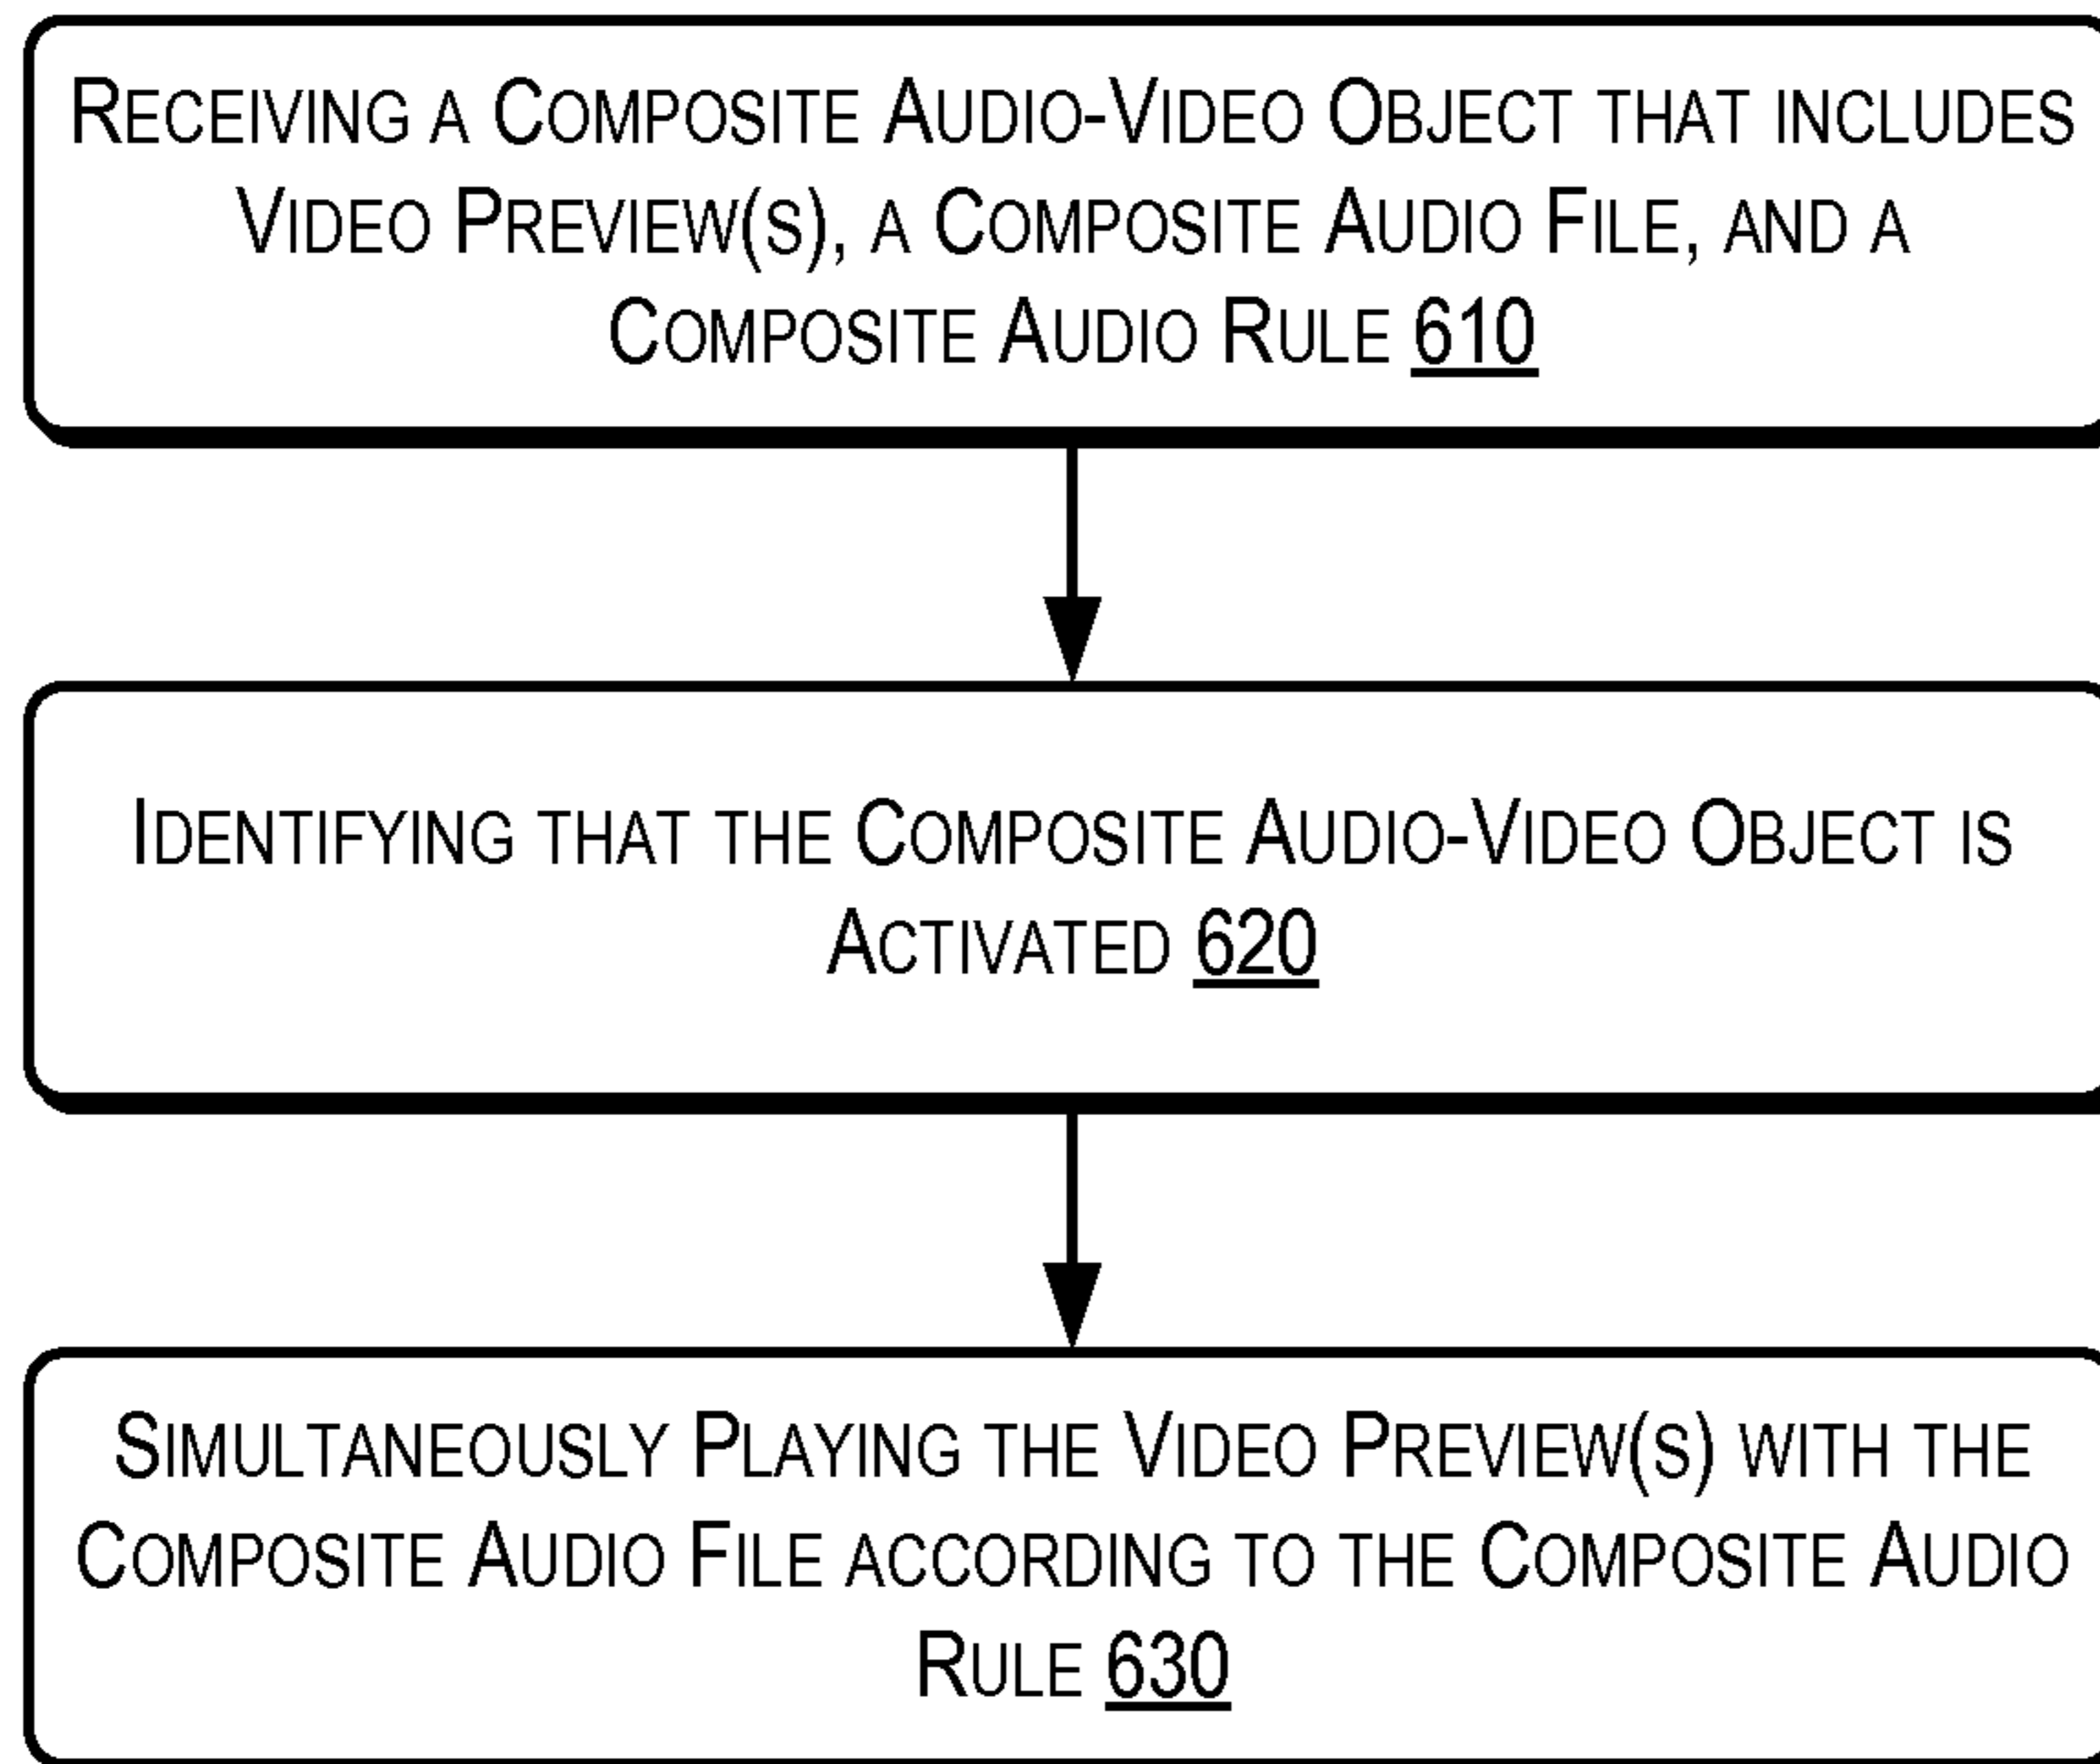 RECEIVING A COMPOSITE AUDIO-VIDEO OBJECT THAT INCLUDES
VIDEO PREVIEW(S), A COMPOSITE AUDIO FILE, AND A
COMPOSITE AUDIO RULE 610
IDENTIFYING THAT THE COMPOSITE AUDIO-VIDEO OBJECT IS
ACTIVATED 620
SIMULTANEOUSLY PLAYING THE VIDEO PREVIEW(S) WITH THE
COMPOSITE AUDIO FILE ACCORDING TO THE COMPOSITE AUDIO
RULE 630